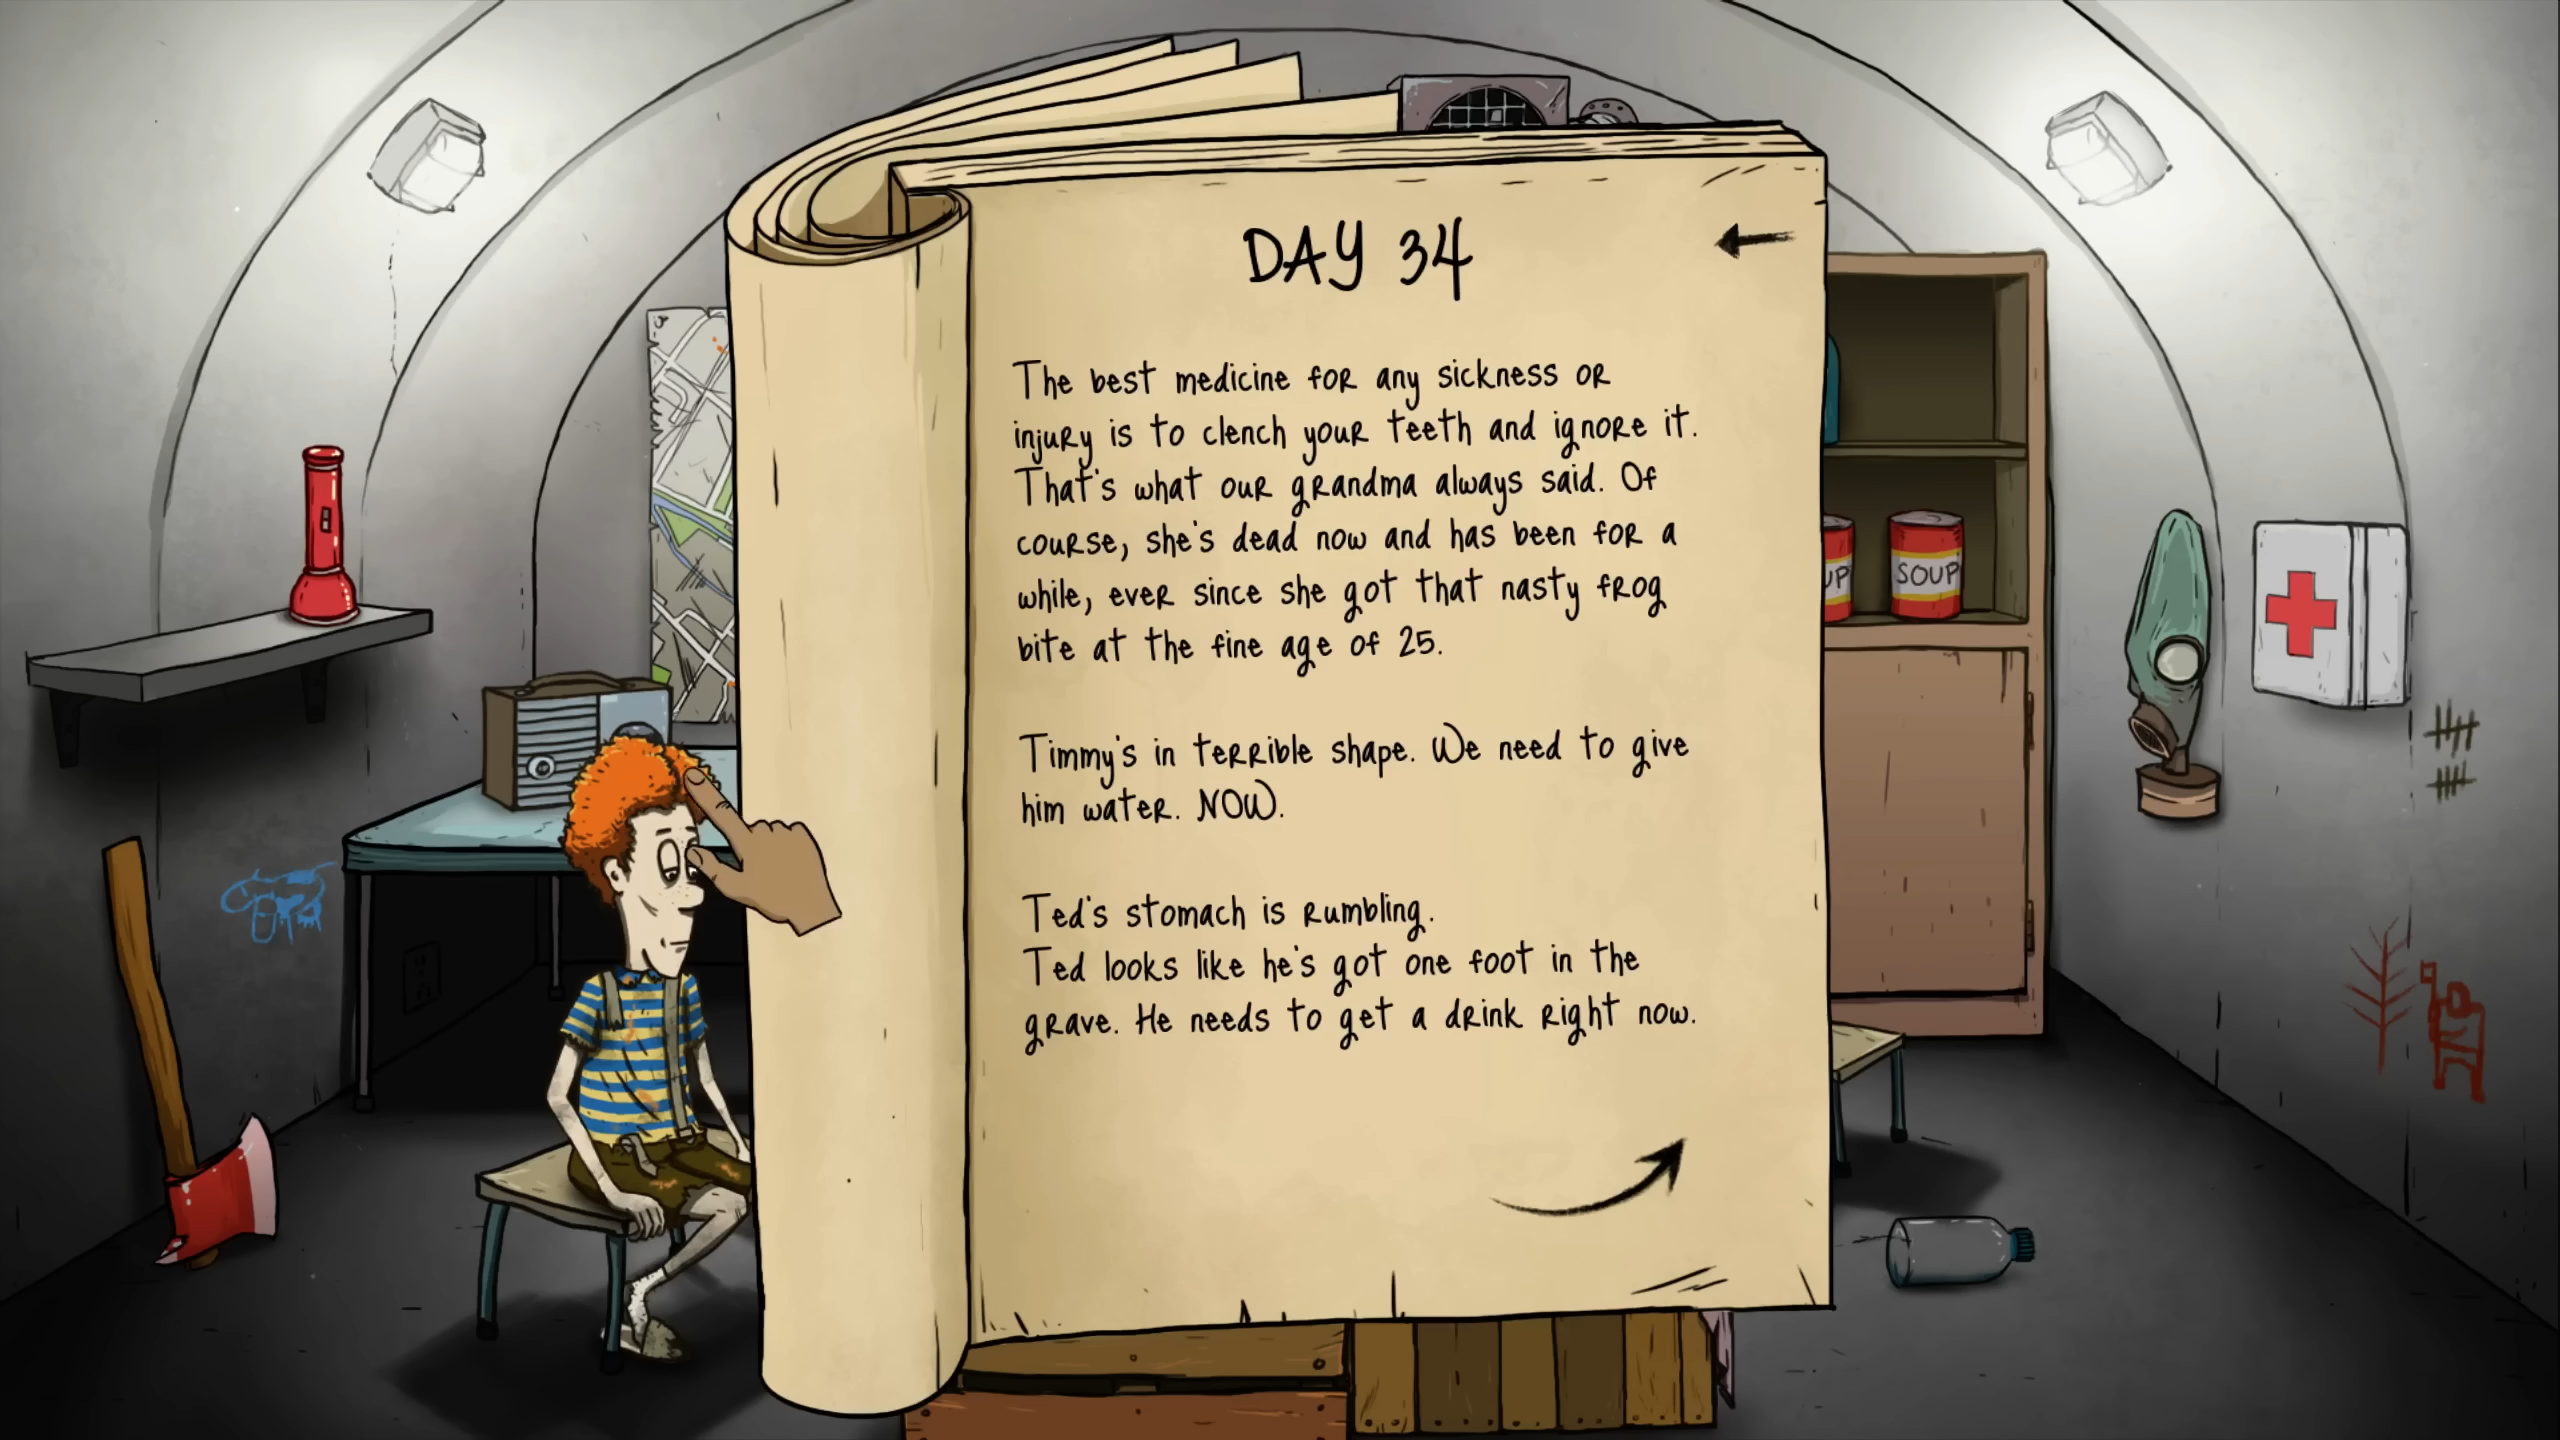 DAY 34
The best medicine for any sickness or
injury is to clench your teeth and ignore it.
That's what our grandma always said. Of
course, she's dead now and has been for a
while, ever since she got that nasty frog
bite at the fine age of 25.
Timmy's in terrible shape. We need to give
him water. NOW.
Ted's stomach is rumbling.
Ted looks like he's got one foot in the
grave. He needs to get a drink right now.
UP
SOUP